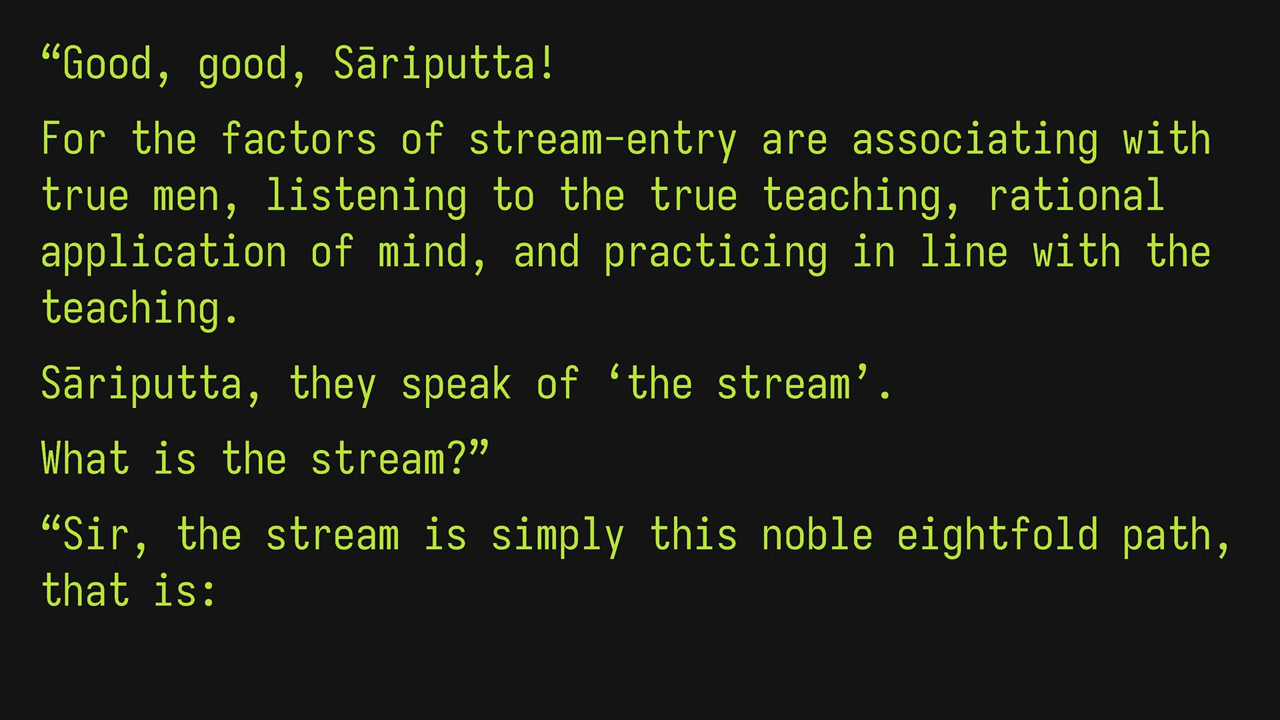 “Good, good, Sāriputta!
For the factors of stream-entry are associating with
true men, listening to the true teaching, rational
application of mind, and practicing in line with the
teaching.
Sāriputta, they speak of ‘the stream’.
What is the stream?”
“Sir, the stream is simply this noble eightfold path,
that is: